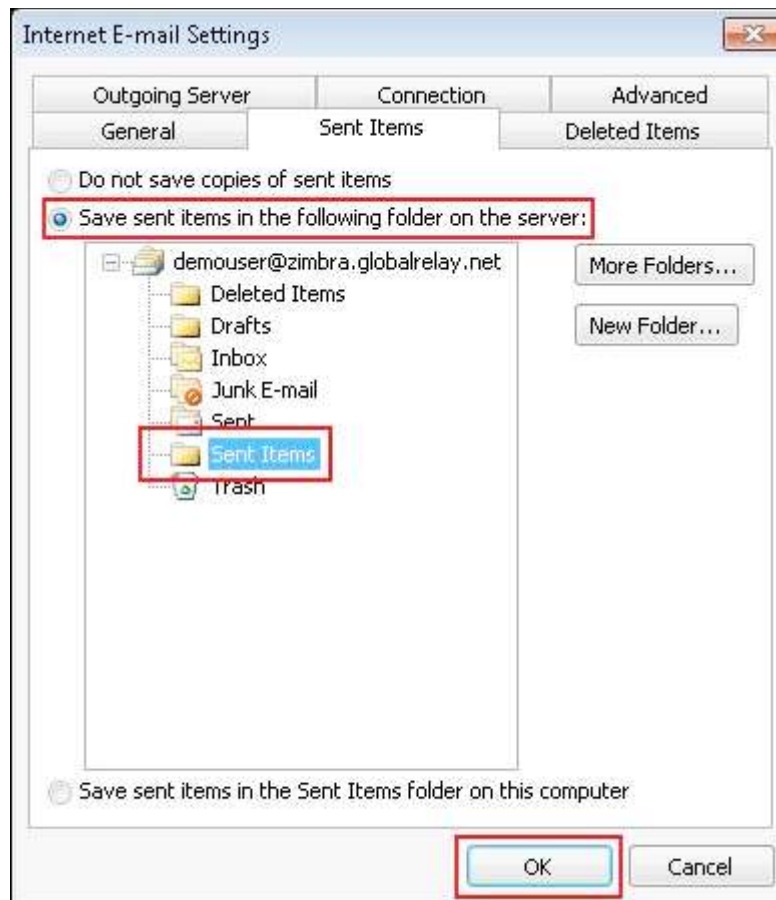 Internet E-mail Settings
Outgoing Server Connection Advanced
General Sent Items Deleted Items
Do not save copies of sent items
Save sent items in the following folder on the server:
demouser@zimbra.globalrelay.net
More Folders...
Deleted Items
Drafts
New Folder...
Inbox
Junk E-mail
Sent
Sent Items
Trash
Save sent items in the Sent Items folder on this computer
OK Cancel